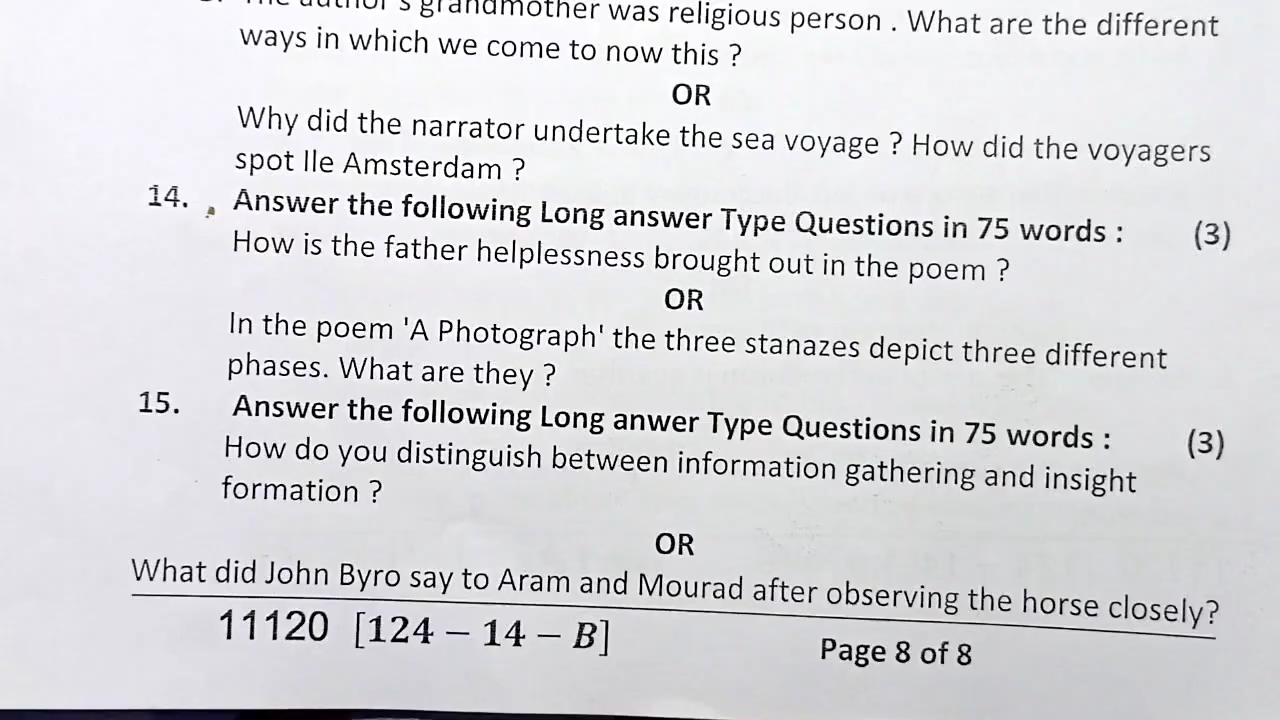 The author's grandmother was religious person . What are the different
ways in which we come to now this ?
OR
Why did the narrator undertake the sea voyage ? How did the voyagers
spot lle Amsterdam ?
14. Answer the following Long answer Type Questions in 75 words : (3)
How is the father helplessness brought out in the poem ?
OR
In the poem 'A Photograph' the three stanazes depict three different
phases. What are they ?
15. Answer the following Long anwer Type Questions in 75 words : (3)
How do you distinguish between information gathering and insight
formation ?
OR
What did John Byro say to Aram and Mourad after observing the horse closely?
11120 [124 – 14 – B] Page 8 of 8